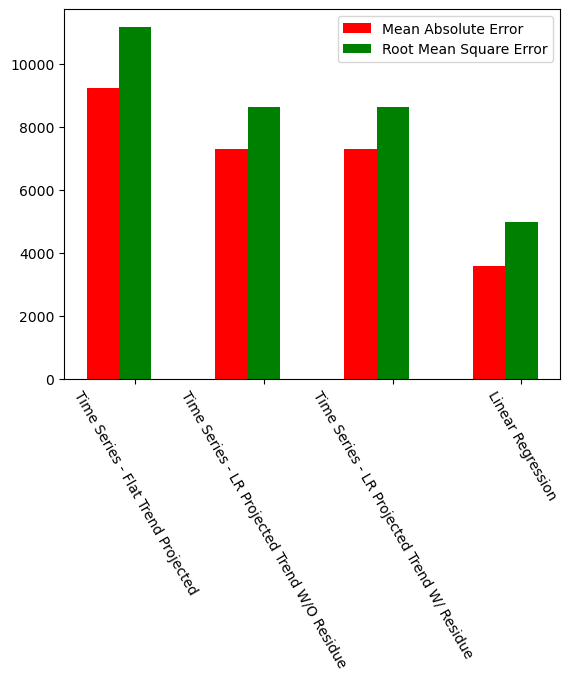 Mean Absolute Error
Root Mean Square Error
10000
8000
6000
4000
2000
0
Time Series - Flat Trend Projected
Time Series - LR Projected Trend W/O Residue
Time Series - LR Projected Trend W/ Residue
Linear Regression